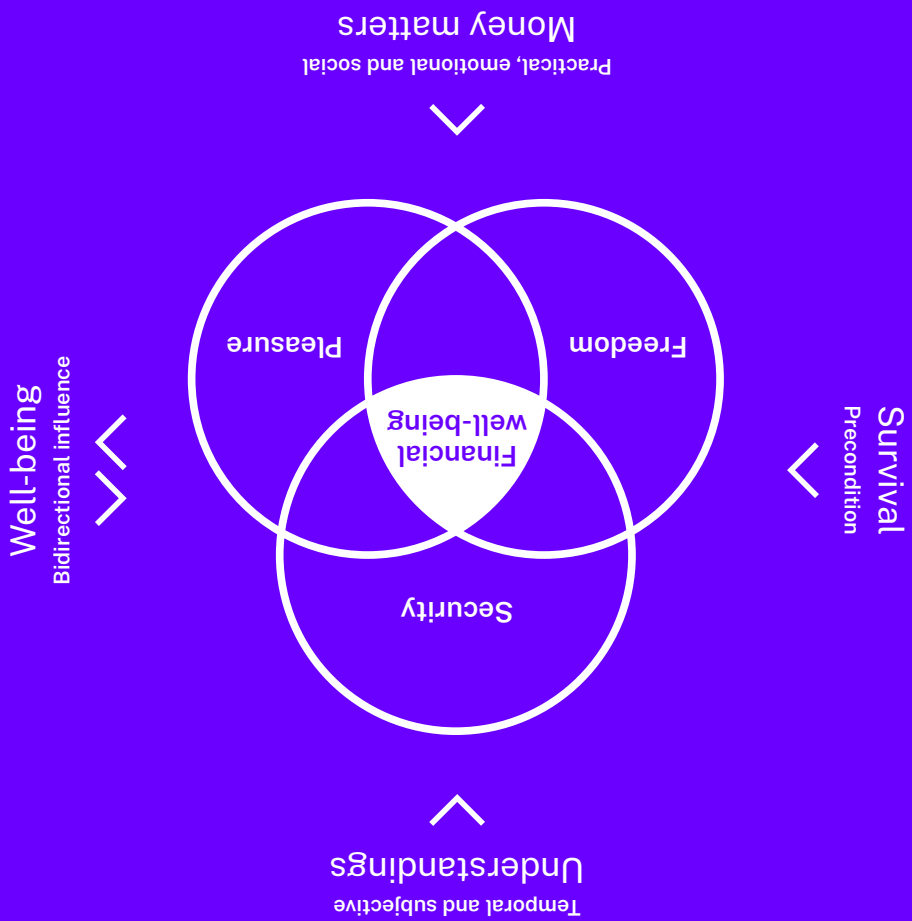 Temporal and subjective
Understandings
Survival
Precondition
Security
Financial
well-being
Freedom
Pleasure
Well-being
Bidirectional influence
Practical, emotional and social
Money matters